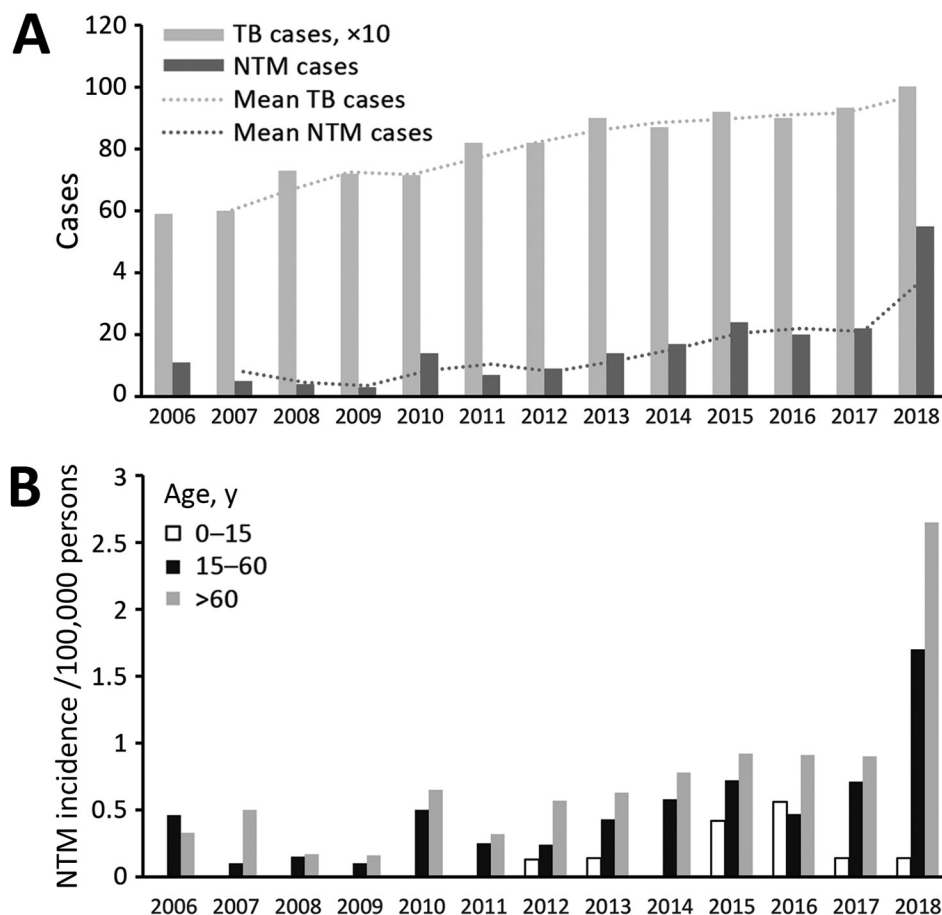 A
120
100
80
60
4
20
0
Cases
TB cases, ×10
NTM cases
Mean TB cases
Mean NTM cases
2006 2007 2008 2009 2010 2011 2012 2013 2014 2015 2016 2017 2018
B
3
2.5
2
1.5
1
0.5
0
NTM incidence /100,000 persons
Age, y
0–15
15–60
>60
2006 2007 2008 2009 2010 2011 2012 2013 2014 2015 2016 2017 2018